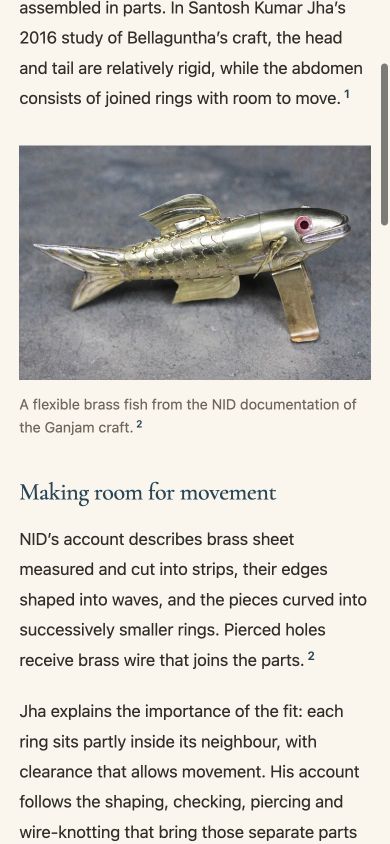 assembled in parts. In Santosh Kumar Jha’s
2016 study of Bellaguntha’s craft, the head
and tail are relatively rigid, while the abdomen
consists of joined rings with room to move. 1
A flexible brass fish from the NID documentation of
the Ganjam craft. 2
Making room for movement
NID’s account describes brass sheet
measured and cut into strips, their edges
shaped into waves, and the pieces curved into
successively smaller rings. Pierced holes
receive brass wire that joins the parts. 2
Jha explains the importance of the fit: each
ring sits partly inside its neighbour, with
clearance that allows movement. His account
follows the shaping, checking, piercing and
wire-knotting that bring those separate parts